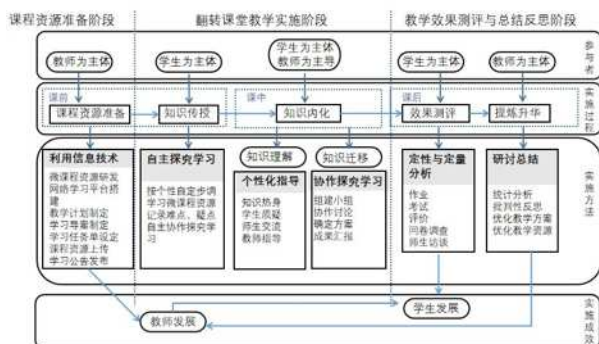 课程资源准备阶段
翻转课堂教学实施阶段
教学效果测评与总结反思阶段
教师为主体
学生为主体
学生为主体
教师为主导
学生为主体
教师为主体
参与者
课前
课中
课后
课程资源准备
知识传授
知识内化
效果测评
提炼升华
实施过程
利用信息技术
微课程资源研发
网络学习平台搭
建
教学计划制定
学习导案制定
学习任务单设定
课程资源上传
学习公告发布
自主探究学习
按个性自定步调
学习微课程资源
记录难点、疑点
自主协作探究学
习
知识理解
个性化指导
知识热身
学生质疑
师生交流
教师指导
知识迁移
协作探究学习
组建小组
协作讨论
确定方案
成果汇报
定性与定量
分析
作业
考试
评价
问卷调查
师生访谈
研讨总结
统计分析
批判性反思
优化教学方案
优化教学资源
实施方法
教师发展
学生发展
实施成效